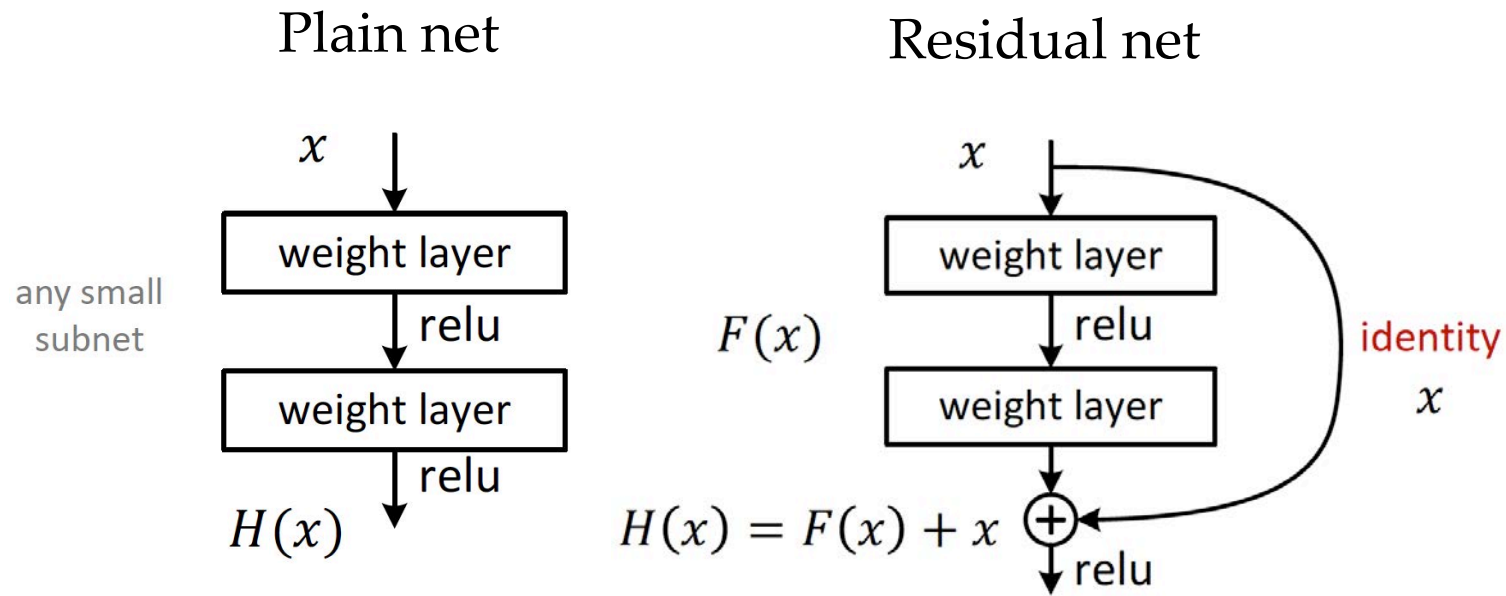 Plain net
x
weight layer
any small
subnet
relu
weight layer
relu
H(x)
Residual net
x
weight layer
F(x)
relu
identity
x
weight layer
H(x) = F(x) + x
+
relu